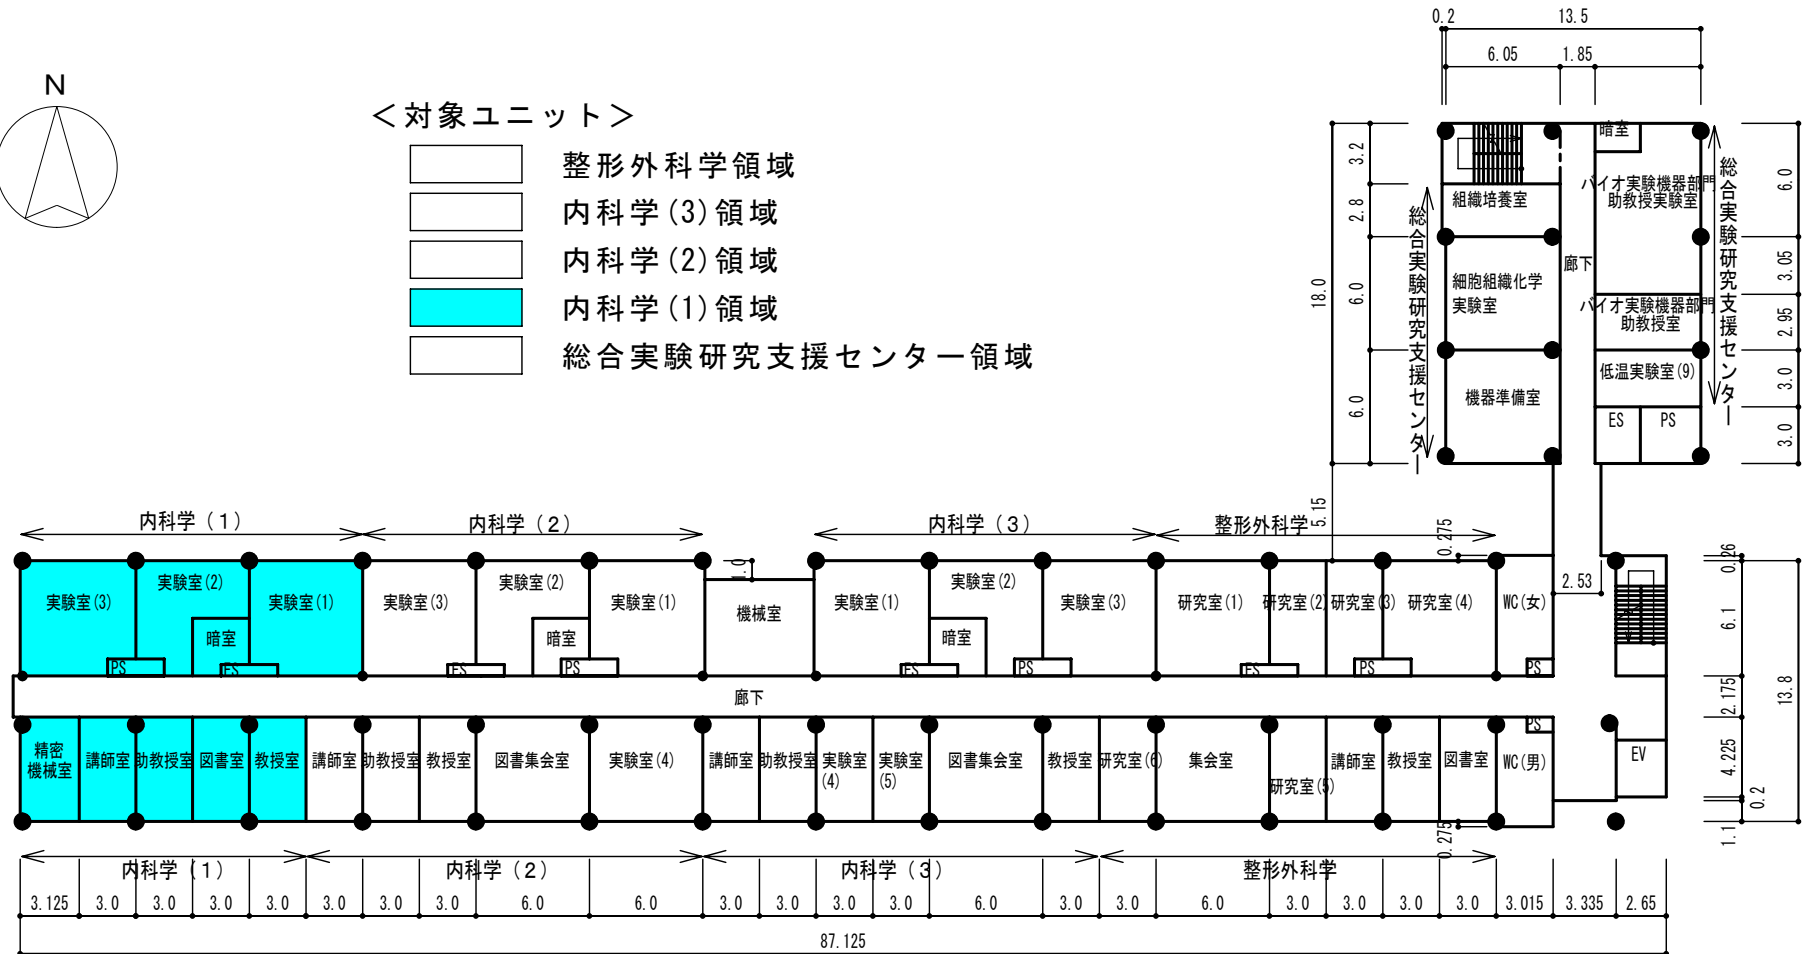 N
<対象ユニット>
整形外科学領域
内科学(3)領域
内科学(2)領域
内科学(1)領域
総合実験研究支援センター領域
0.2
13.5
6.05
1.85
暗室
バイオ実験機器部門
助教授実験室
組織培養室
廊下
細胞組織化学
実験室
バイオ実験機器部門
助教授室
低温実験室(9)
機器準備室
ES
PS
総合実験研究支援センター
総合実験研究支援センター
3.2
2.8
6.0
6.0
18.0
5.15
6.0
3.05
2.95
3.0
3.0
内科学(1)
内科学(2)
内科学(3)
整形外科学
0.275
1.0
実験室(3)
実験室(2)
実験室(1)
暗室
PS
ES
実験室(3)
実験室(2)
実験室(1)
暗室
ES
PS
機械室
実験室(1)
実験室(2)
実験室(3)
暗室
ES
PS
研究室(1)
研究室(2)
研究室(3)
研究室(4)
ES
PS
WC(女)
PS
2.53
0.26
6.1
2.175
4.225
0.2
1.1
13.8
廊下
精密
機械室
講師室
助教授室
図書室
教授室
講師室
助教授室
教授室
図書集会室
実験室(4)
講師室
助教授室
実験室
(4)
実験室
(5)
図書集会室
教授室
研究室(6)
集会室
研究室(5)
講師室
教授室
図書室
WC(男)
PS
EV
0.275
内科学(1)
内科学(2)
内科学(3)
整形外科学
3.125
3.0
3.0
3.0
3.0
3.0
3.0
3.0
6.0
6.0
3.0
3.0
3.0
3.0
6.0
3.0
3.0
6.0
3.0
3.0
3.0
3.0
3.015
3.335
2.65
87.125